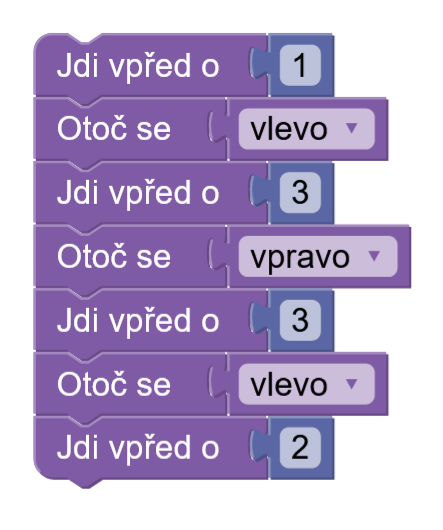 Jdi vpřed o 1
Otoč se vlevo
Jdi vpřed o 3
Otoč se vpravo
Jdi vpřed o 3
Otoč se vlevo
Jdi vpřed o 2